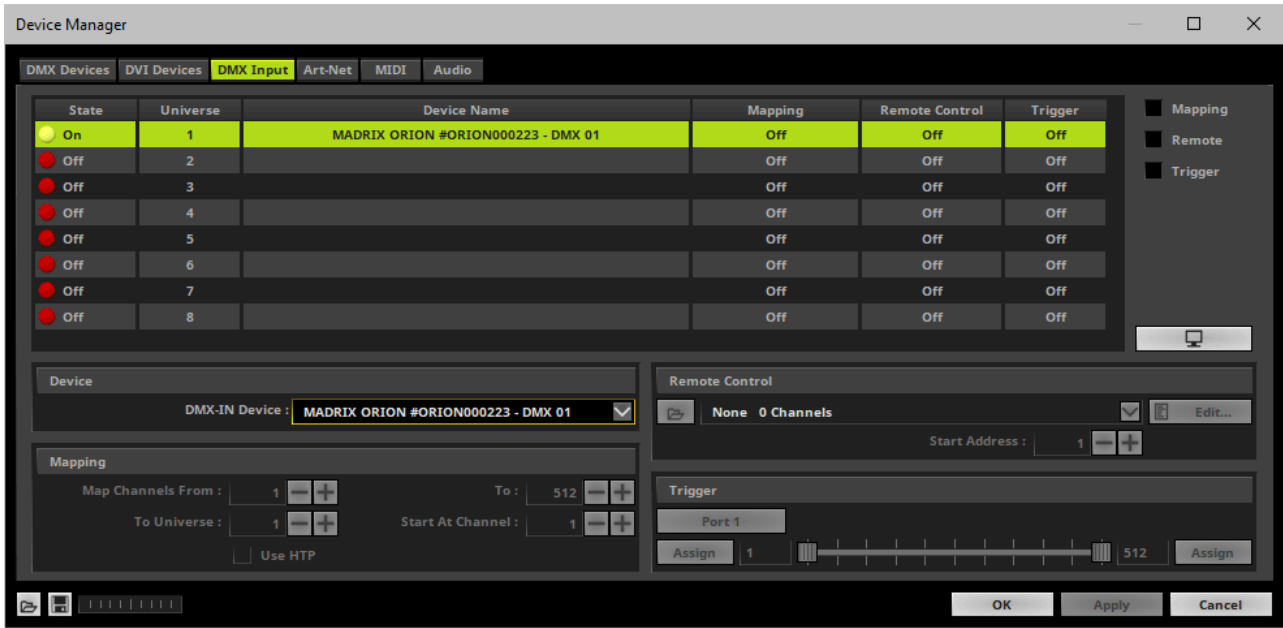 Device Manager
DMX Devices DVI Devices DMX Input Art-Net MIDI Audio
State Universe Device Name Mapping Remote Control Trigger
On 1 MADRIX ORION #ORION000223 - DMX 01 Off Off Off
Off 2 Off Off Off
Off 3 Off Off Off
Off 4 Off Off Off
Off 5 Off Off Off
Off 6 Off Off Off
Off 7 Off Off Off
Off 8 Off Off Off
Mapping
Remote
Trigger
Device
DMX-IN Device : MADRIX ORION #ORION000223 - DMX 01
Mapping
Map Channels From : 1 To : 512
To Universe : 1 Start At Channel : 1
Use HTP
Remote Control
None 0 Channels Edit...
Start Address : 1
Trigger
Port 1
Assign 1 512 Assign
OK Apply Cancel